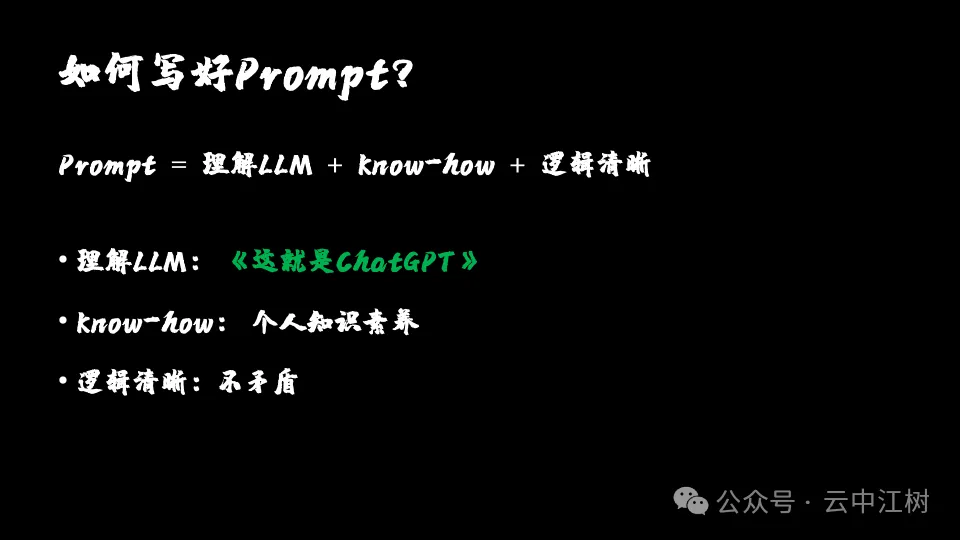 如何写好Prompt?
Prompt = 理解LLM + know-how + 逻辑清晰
• 理解LLM： 《这就是ChatGPT》
• know-how： 个人知识素养
• 逻辑清晰：不矛盾
公众号 · 云中江树